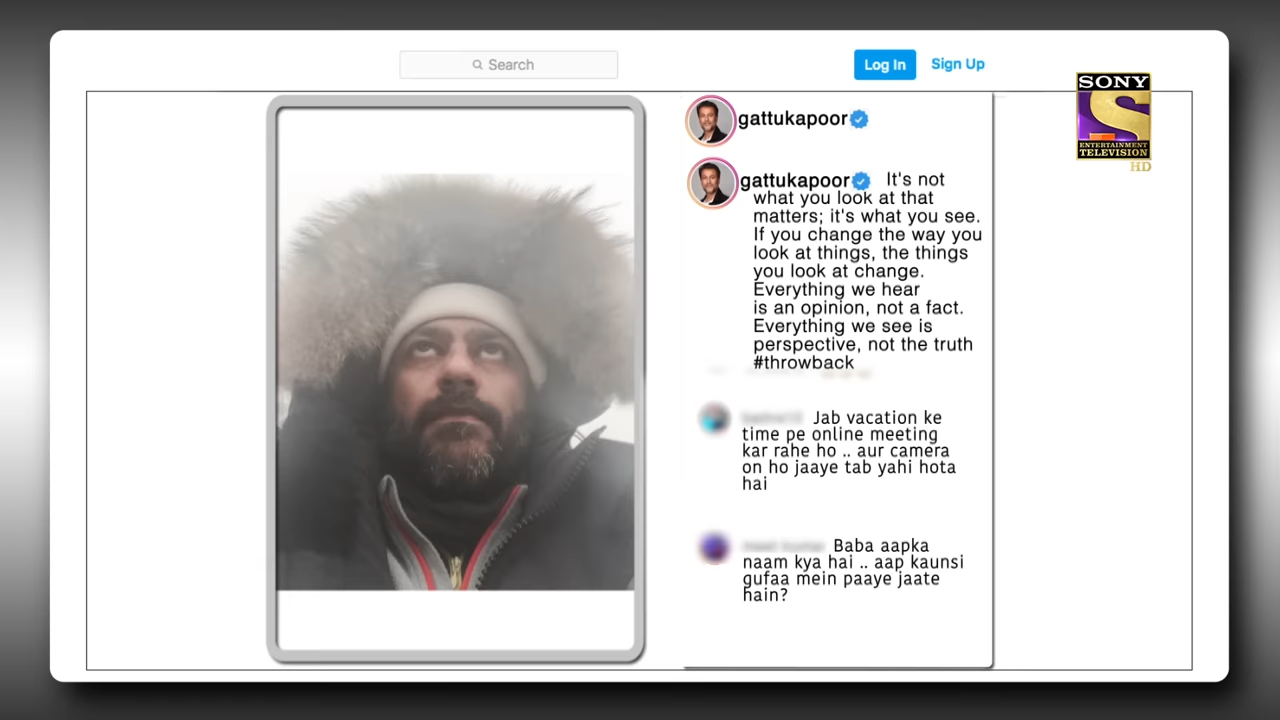 Search
Log In
Sign Up
SONY
ENTERTAINMENT
TELEVISION
HD
gattukapoor
gattukapoor It's not
what you look at that
matters; it's what you see.
If you change the way you
look at things, the things
you look at change.
Everything we hear
is an opinion, not a fact.
Everything we see is
perspective, not the truth
#throwback
Jab vacation ke
time pe online meeting
kar rahe ho .. aur camera
on ho jaaye tab yahi hota
hai
Baba aapka
naam kya hai .. aap kaunsi
gufaa mein paaye jaate
hain?